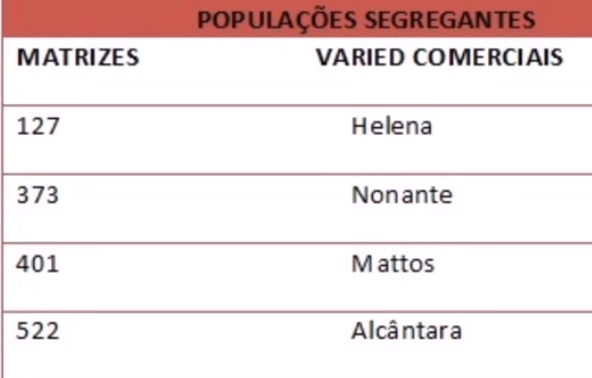 POPULAÇÕES SEGREGANTES
MATRIZES VARIED COMERCIAIS
127 Helena
373 Nonante
401 Mattos
522 Alcântara